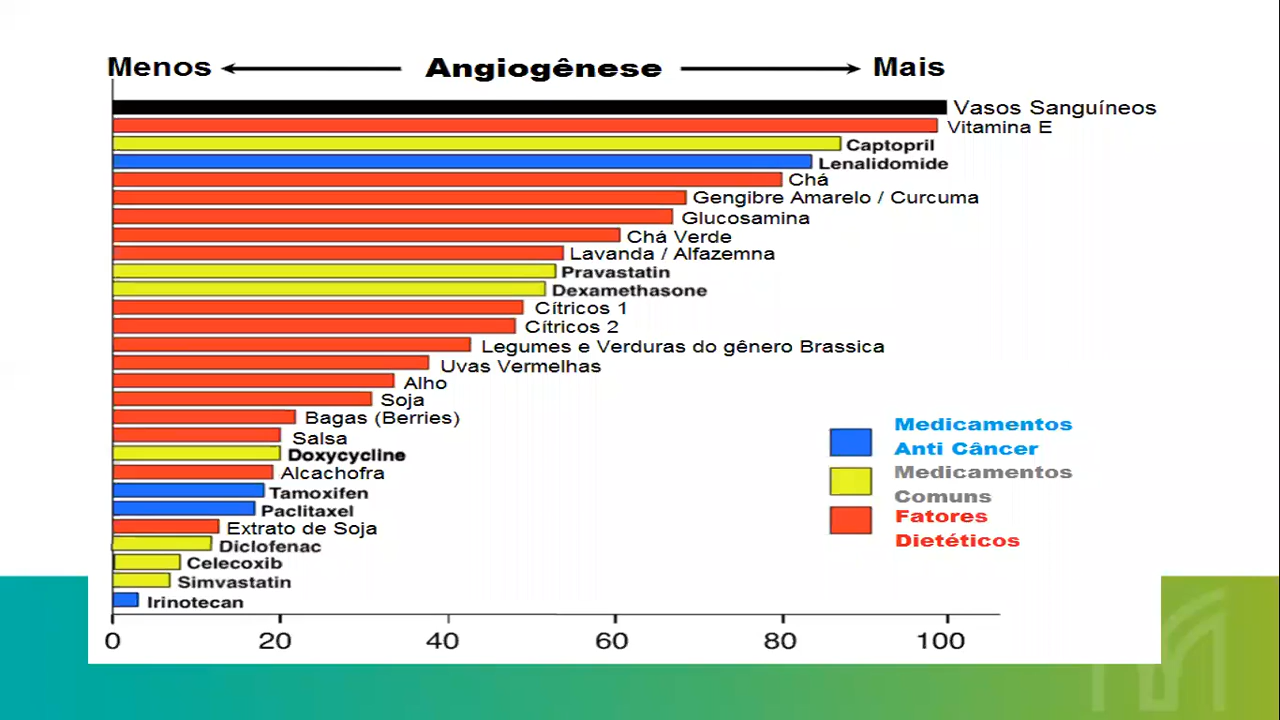 Menos Angiogênese Mais
Vasos Sanguíneos
Vitamina E
Captopril
Lenalidomide
Chá
Gengibre Amarelo / Curcuma
Glucosamina
Chá Verde
Lavanda / Alfazemna
Pravastatin
Dexamethasone
Cítricos 1
Cítricos 2
Legumes e Verduras do gênero Brassica
Uvas Vermelhas
Alho
Soja
Bagas (Berries)
Salsa
Doxycycline
Alcachofra
Tamoxifen
Paclitaxel
Extrato de Soja
Diclofenac
Celecoxib
Simvastatin
Irinotecan
Medicamentos
Anti Câncer
Medicamentos
Comuns
Fatores
Dietéticos
0 20 40 60 80 100